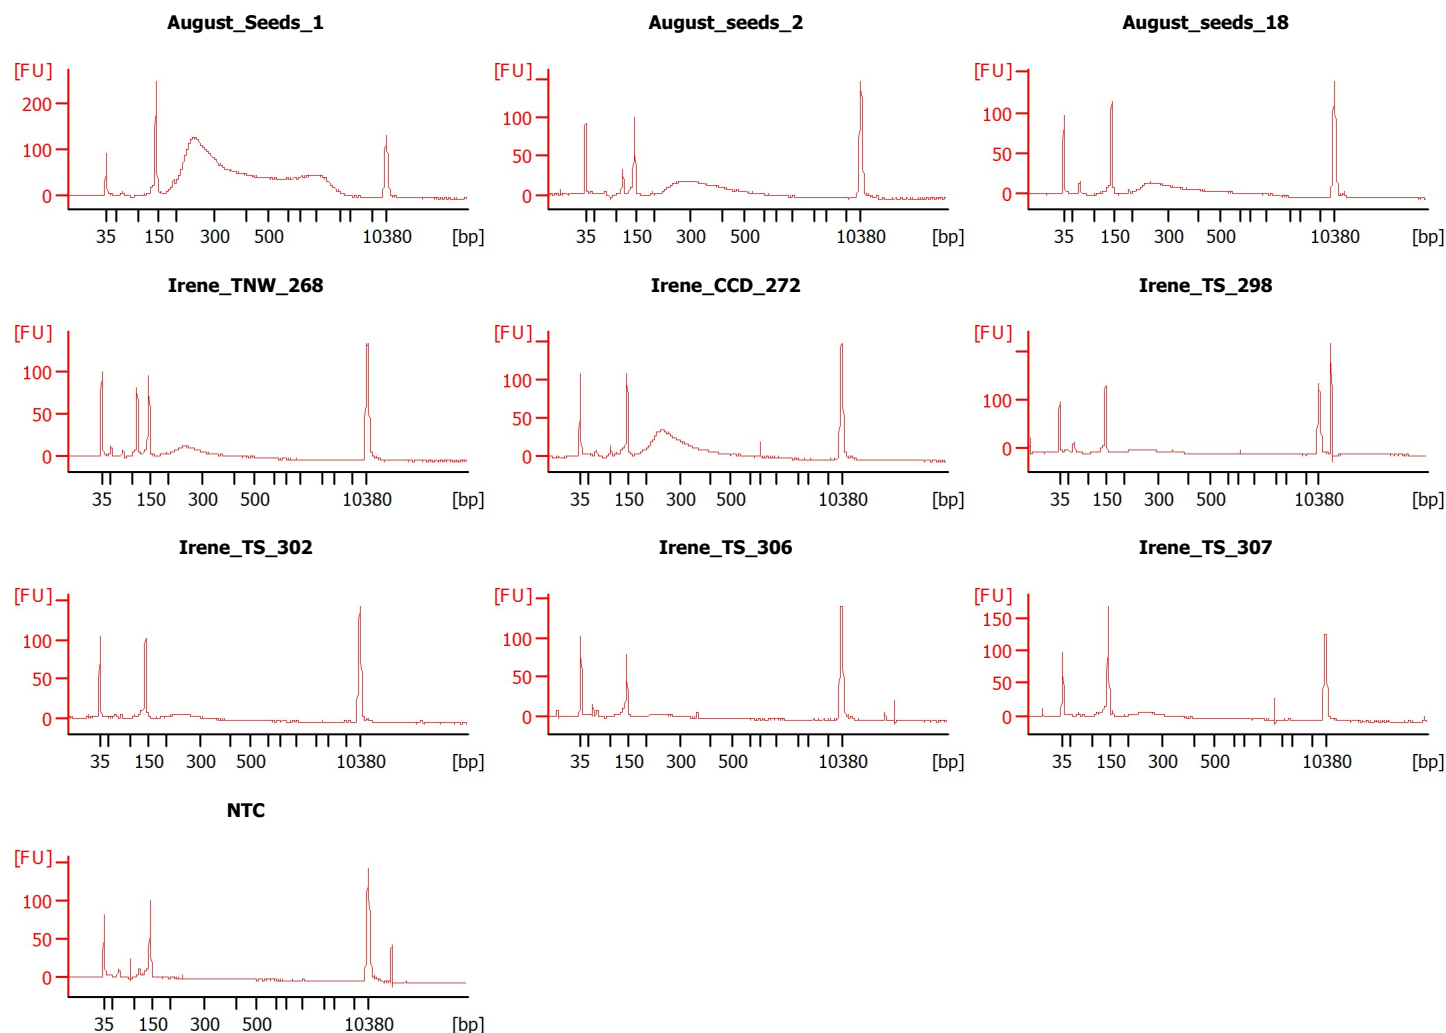 August_Seeds_1
[FU]
200
100
0
35 150 300 500 10380 [bp]
August_seeds_2
[FU]
100
50
0
35 150 300 500 10380 [bp]
August_seeds_18
[FU]
100
50
0
35 150 300 500 10380 [bp]
Irene_TNW_268
[FU]
100
50
0
35 150 300 500 10380 [bp]
Irene_CCD_272
[FU]
100
50
0
35 150 300 500 10380 [bp]
Irene_TS_298
[FU]
100
0
35 150 300 500 10380 [bp]
Irene_TS_302
[FU]
100
50
0
35 150 300 500 10380 [bp]
Irene_TS_306
[FU]
100
50
0
35 150 300 500 10380 [bp]
Irene_TS_307
[FU]
150
100
50
0
35 150 300 500 10380 [bp]
NTC
[FU]
100
50
0
35 150 300 500 10380 [bp]